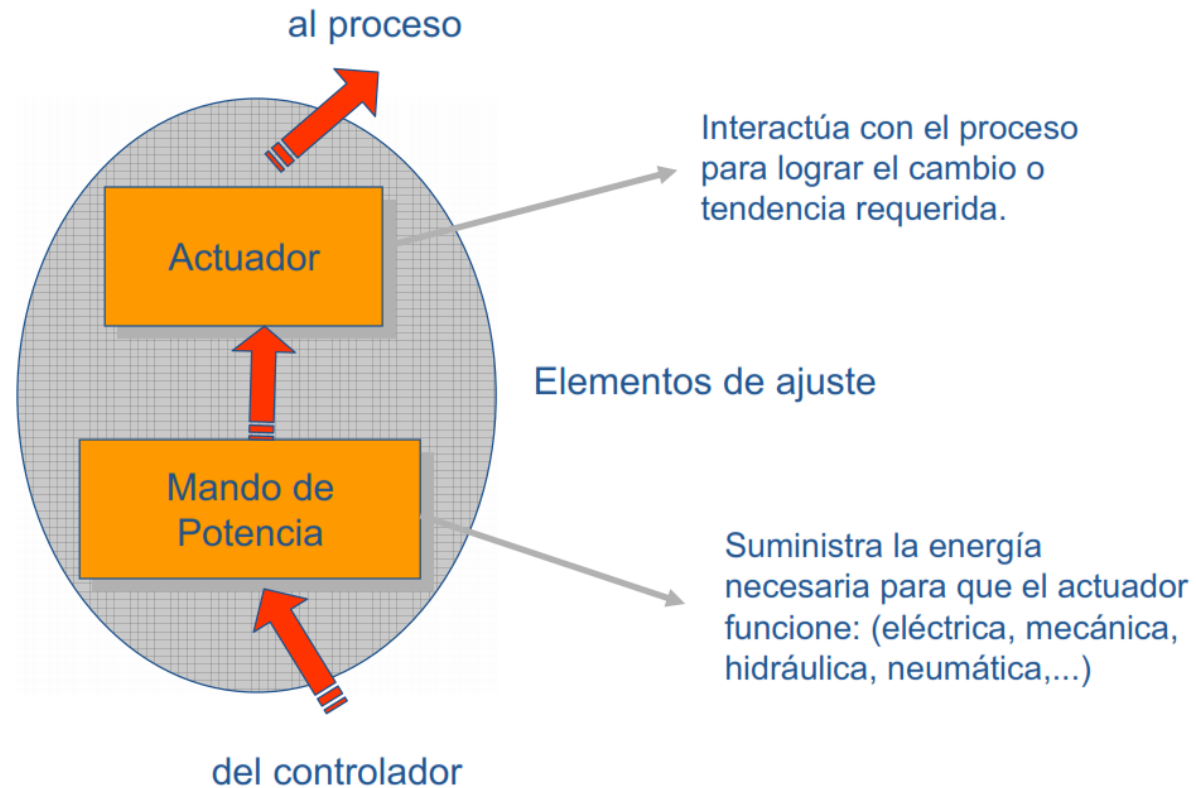 al proceso
Interactúa con el proceso
para lograr el cambio o
tendencia requerida.
Actuador
Elementos de ajuste
Mando de
Potencia
Suministra la energía
necesaria para que el actuador
funcione: (eléctrica, mecánica,
hidráulica, neumática,...)
del controlador